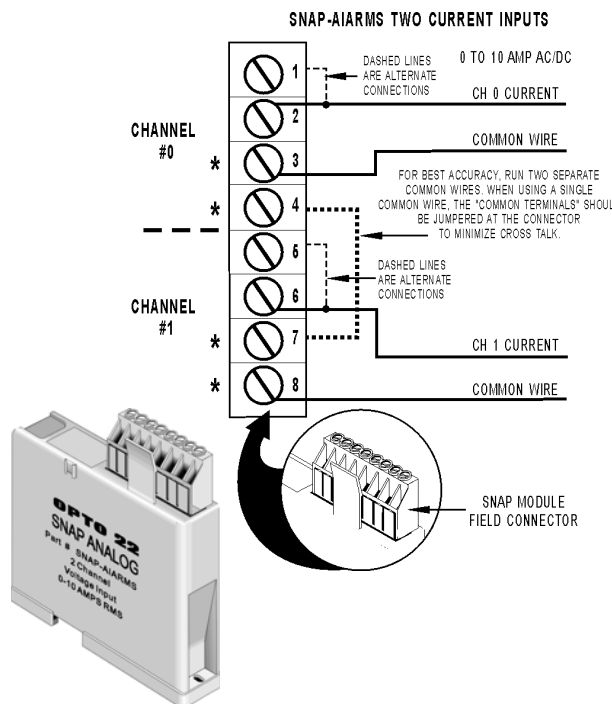 SNAP-AIARMS TWO CURRENT INPUTS
0 TO 10 AMP AC/DC
DASHED LINES
ARE ALTERNATE
CONNECTIONS
CH 0 CURRENT
COMMON WIRE
CHANNEL
#0
1
2
* 3
* 4
FOR BEST ACCURACY, RUN TWO SEPARATE
COMMON WIRES. WHEN USING A SINGLE
COMMON WIRE, THE "COMMON TERMINALS" SHOUL
BE JUMPERED AT THE CONNECTOR
TO MINIMIZE CROSS TALK.
DASHED LINES
ARE ALTERNATE
CONNECTIONS
CHANNEL
#1
5
6
* 7
* 8
CH 1 CURRENT
COMMON WIRE
SNAP MODULE
FIELD CONNECTOR
OPTO 22
SNAP ANALOG
Part # SNAP-AIARMS
2 Channel
Voltage Input
0-10 AMPS RMS